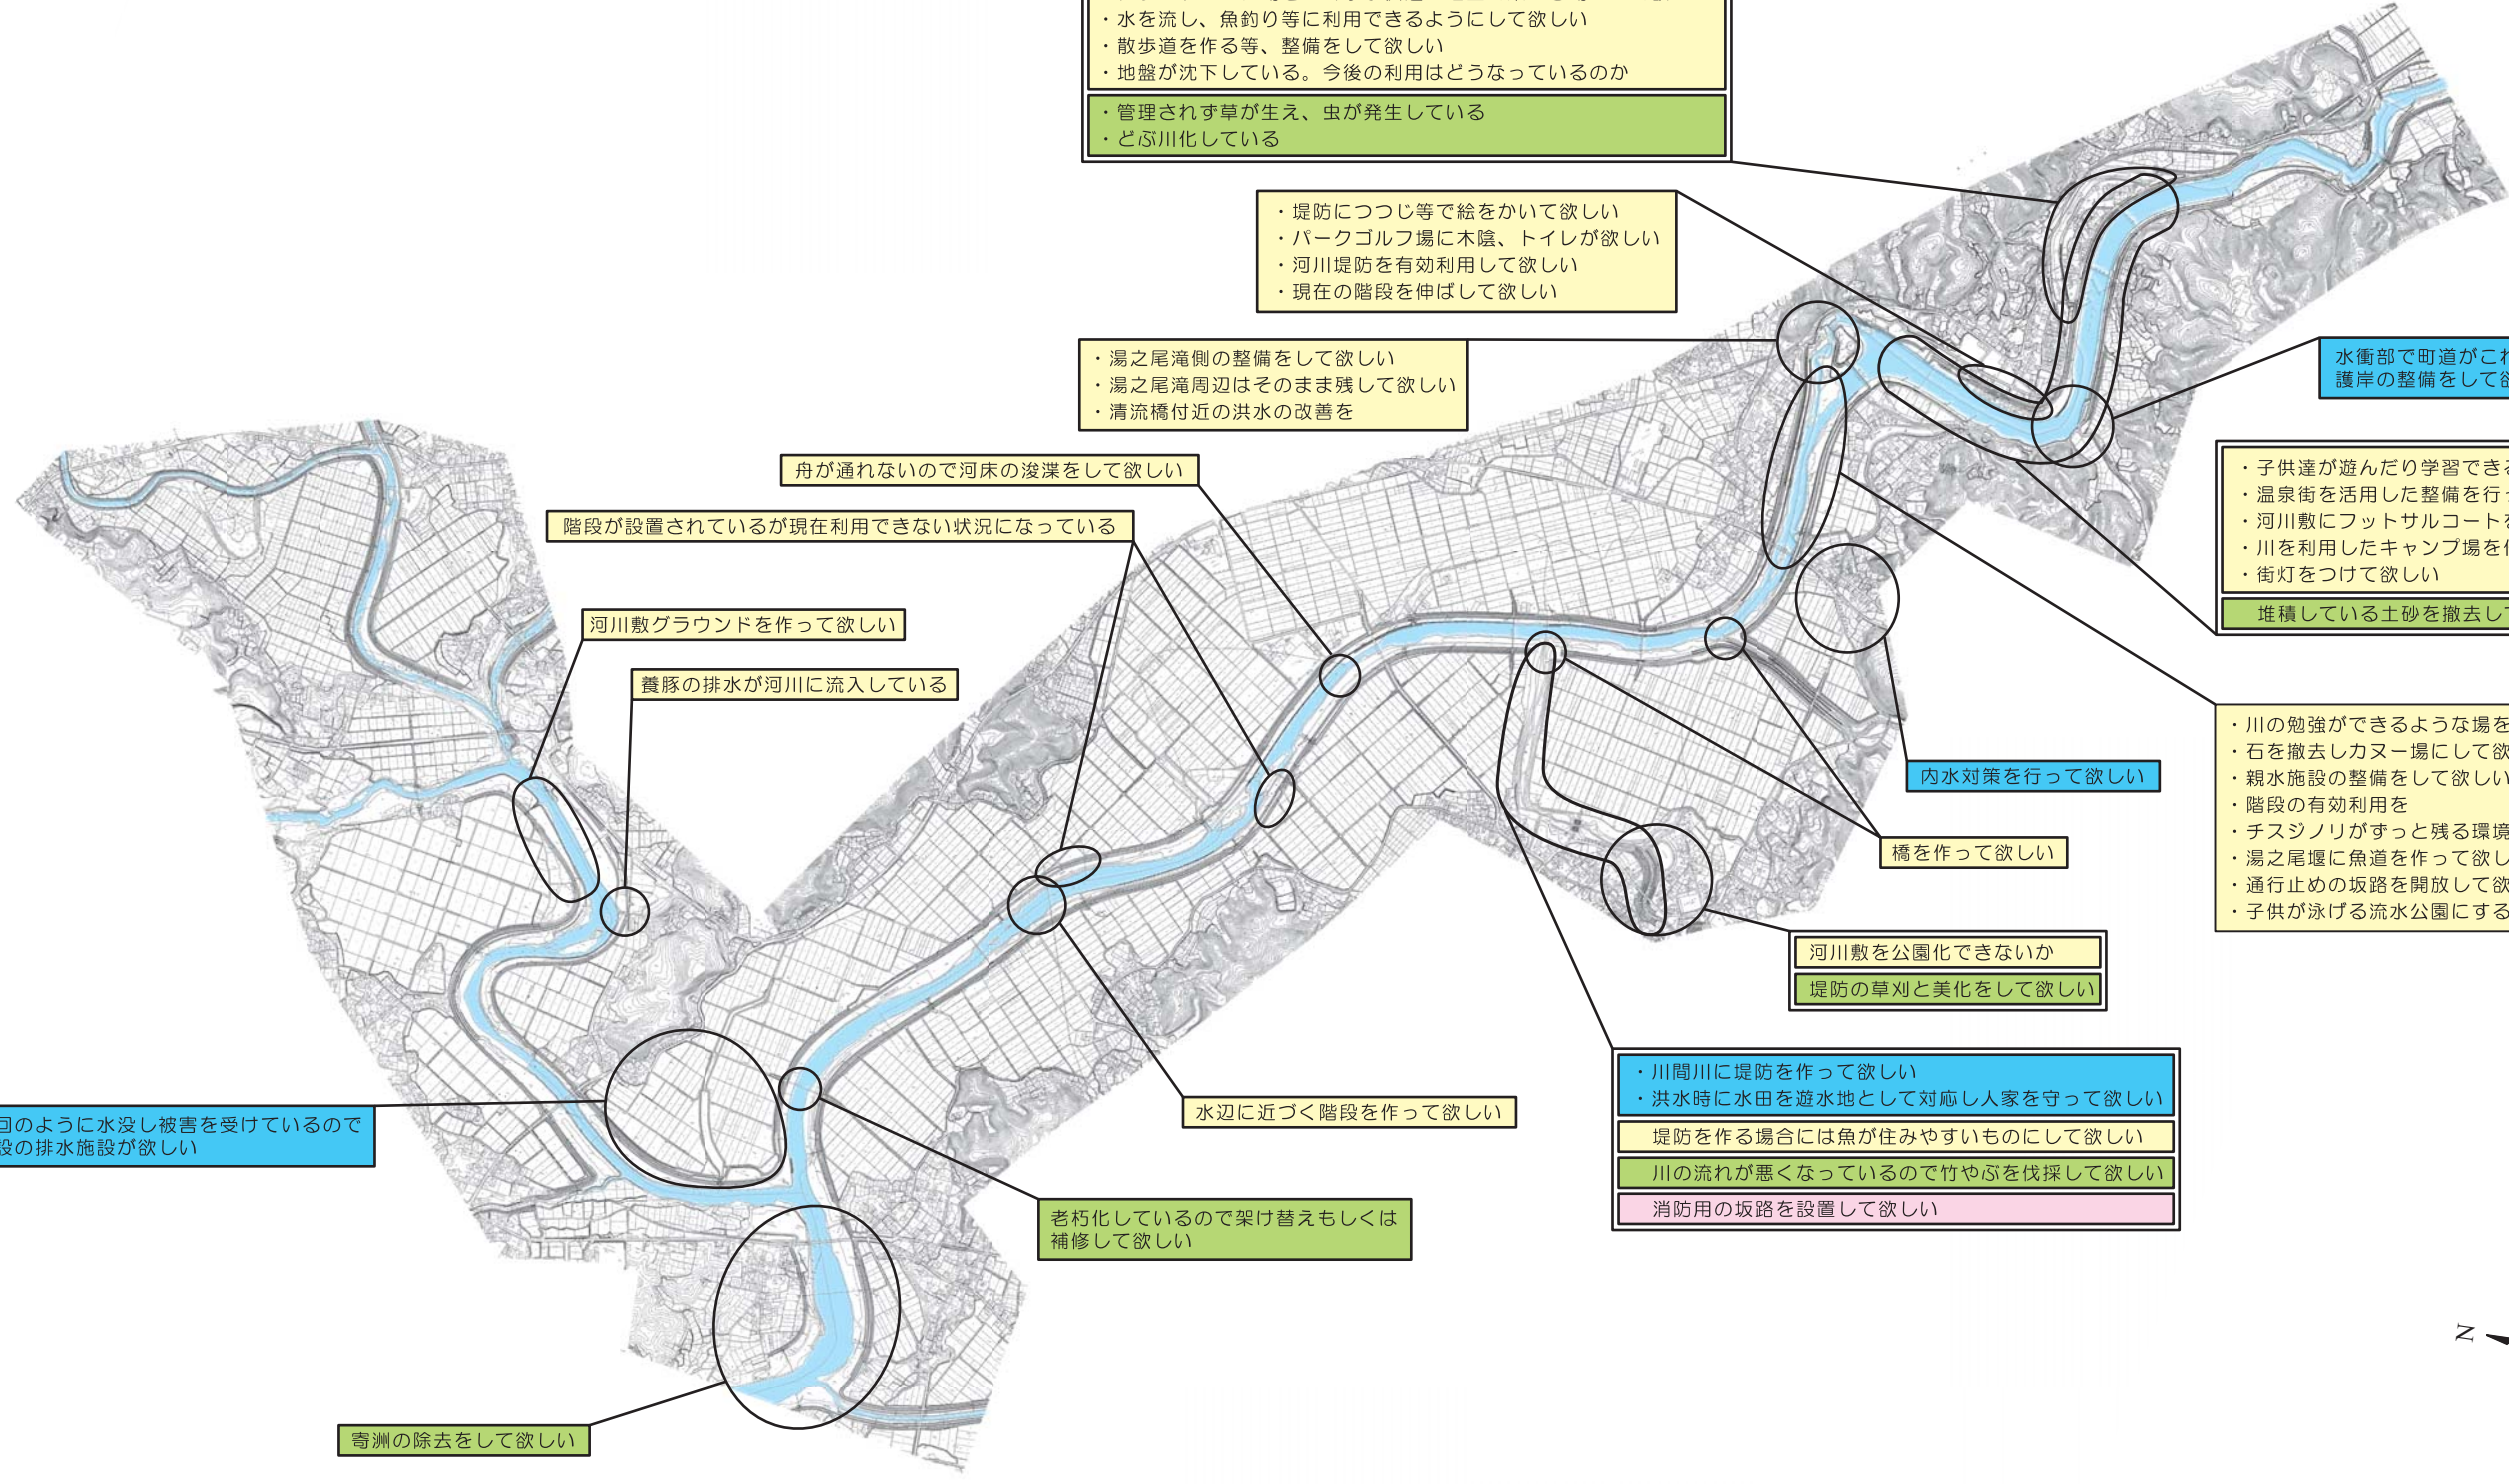 ・水を流し、魚釣り等に利用できるようにして欲しい
・散歩道を作る等、整備をして欲しい
・地盤が沈下している。今後の利用はどうなっているのか
・管理されず草が生え、虫が発生している
・どぶ川化している
・堤防につつじ等で絵をかいて欲しい
・パークゴルフ場に木陰、トイレが欲しい
・河川堤防を有効利用して欲しい
・現在の階段を伸ばして欲しい
・湯之尾滝側の整備をして欲しい
・湯之尾滝周辺はそのまま残して欲しい
・清流橋付近の洪水の改善を
水衝部で町道がこれ
護岸の整備をして欲
舟が通れないので河床の浚渫をして欲しい
階段が設置されているが現在利用できない状況になっている
・子供達が遊んだり学習できる
・温泉街を活用した整備を行っ
・河川敷にフットサルコートを
・川を利用したキャンプ場を作
・街灯をつけて欲しい
堆積している土砂を撤去して
河川敷グラウンドを作って欲しい
養豚の排水が河川に流入している
・川の勉強ができるような場を
・石を撤去しカヌー場にして欲
・親水施設の整備をして欲しい
・階段の有効利用を
・チスジノリがずっと残る環境
・湯之尾堰に魚道を作って欲し
・通行止めの坂路を開放して欲
・子供が泳げる流水公園にする
内水対策を行って欲しい
橋を作って欲しい
河川敷を公園化できないか
堤防の草刈と美化をして欲しい
・川間川に堤防を作って欲しい
・洪水時に水田を遊水地として対応し人家を守って欲しい
堤防を作る場合には魚が住みやすいものにして欲しい
川の流れが悪くなっているので竹やぶを伐採して欲しい
消防用の坂路を設置して欲しい
水辺に近づく階段を作って欲しい
回のように水没し被害を受けているので
設の排水施設が欲しい
老朽化しているので架け替えもしくは
補修して欲しい
寄洲の除去をして欲しい
N